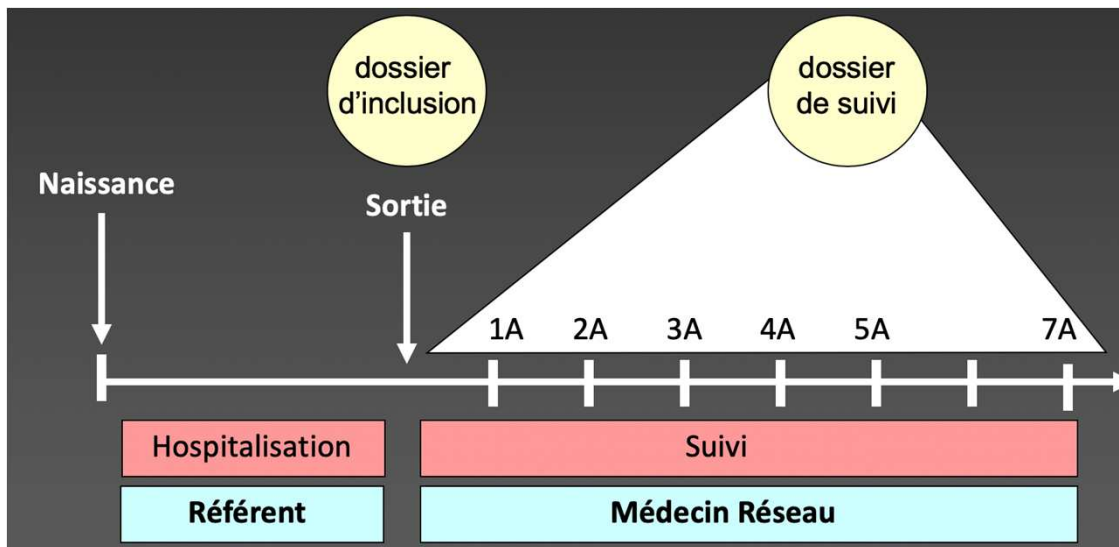 dossier
d'inclusion
dossier
de suivi
Naissance
Sortie
1A 2A 3A 4A 5A 7A
Hospitalisation
Suivi
Référent
Médecin Réseau